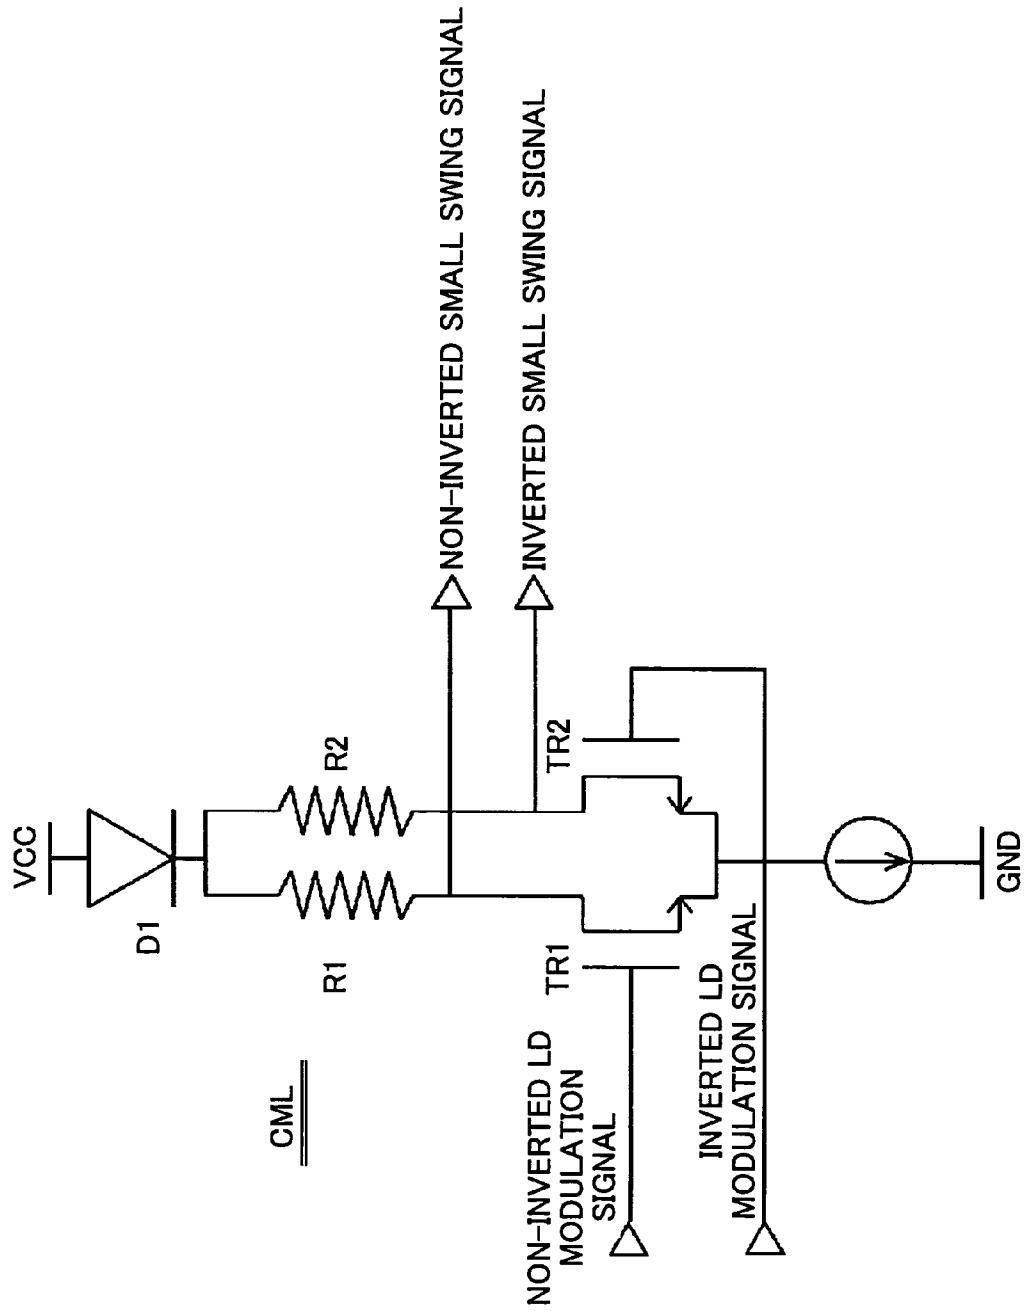 VCC
D1
R1
R2
CML
NON-INVERTED SMALL SWING SIGNAL
INVERTED SMALL SWING SIGNAL
TR1
TR2
NON-INVERTED LD
MODULATION
SIGNAL
INVERTED LD
MODULATION SIGNAL
GND